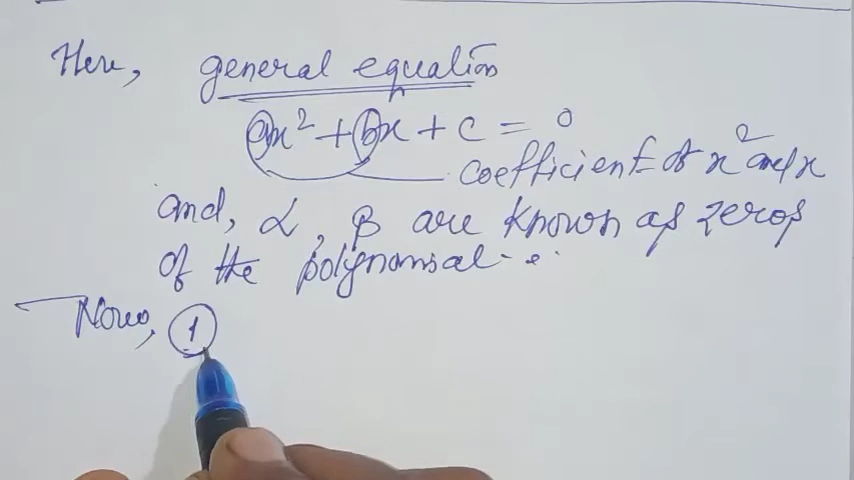 Here, general equation
ax² + bx + c = 0
coefficient of x² and x
and, α, β are known as zeros
of the polynomial
Now, ①